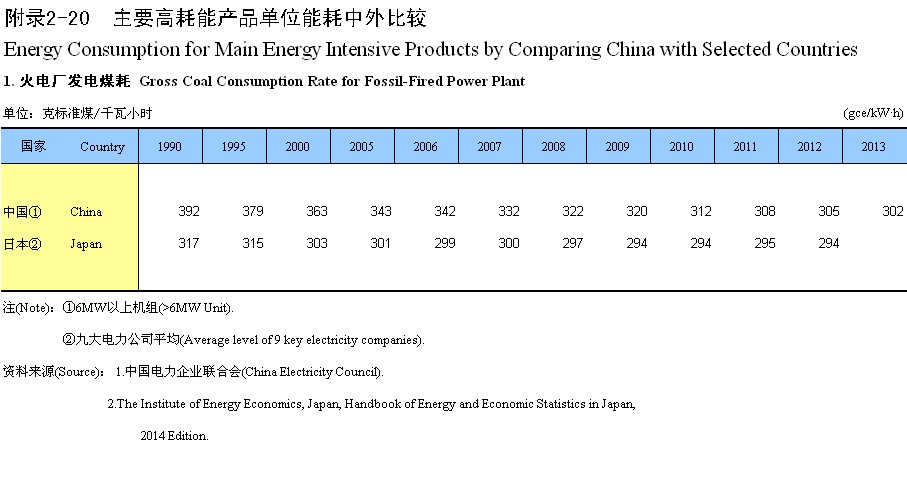 附录2-20 主要高耗能产品单位能耗中外比较
Energy Consumption for Main Energy Intensive Products by Comparing China with Selected Countries
1. 火电厂发电煤耗 Gross Coal Consumption Rate for Fossil-Fired Power Plant
单位：克标准煤/千瓦小时 (gce/kW·h)
国家 Country 1990 1995 2000 2005 2006 2007 2008 2009 2010 2011 2012 2013
中国① China 392 379 363 343 342 332 322 320 312 308 305 302
日本② Japan 317 315 303 301 299 300 297 294 294 295 294
注(Note)：①6MW以上机组(>6MW Unit).
②九大电力公司平均(Average level of 9 key electricity companies).
资料来源(Source)： 1.中国电力企业联合会(China Electricity Council).
2.The Institute of Energy Economics, Japan, Handbook of Energy and Economic Statistics in Japan,
2014 Edition.